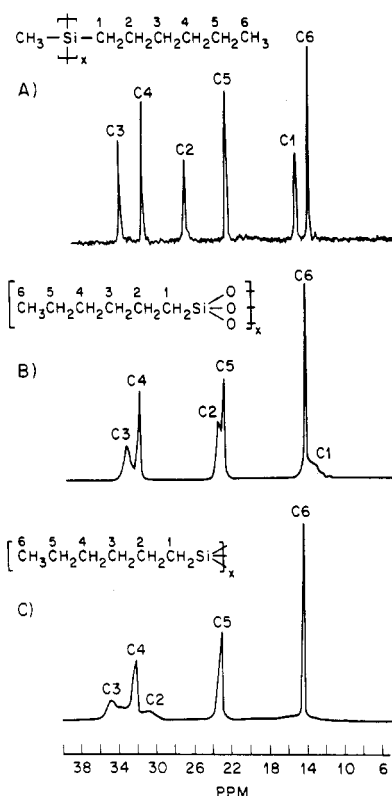 1 2 3 4 5 6
CH₃—Si—CH₂CH₂CH₂CH₂CH₂CH₃
x
A)
C3 C4 C2 C5 C1 C6
6 5 4 3 2 1
[CH₃CH₂CH₂CH₂CH₂CH₂Si
O
O
O
]x
B)
C3 C4 C2 C5 C6 C1
6 5 4 3 2 1
[CH₃CH₂CH₂CH₂CH₂CH₂Si]x
C)
C3 C4 C2 C5 C6
38 34 30 26 22 18 14 10 6
PPM